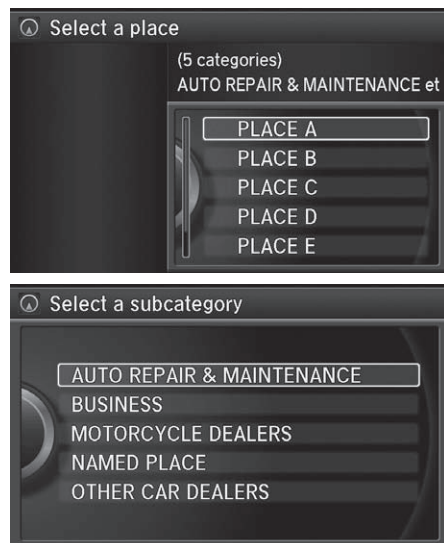 Select a place
(5 categories)
AUTO REPAIR & MAINTENANCE et
PLACE A
PLACE B
PLACE C
PLACE D
PLACE E
Select a subcategory
AUTO REPAIR & MAINTENANCE
BUSINESS
MOTORCYCLE DEALERS
NAMED PLACE
OTHER CAR DEALERS